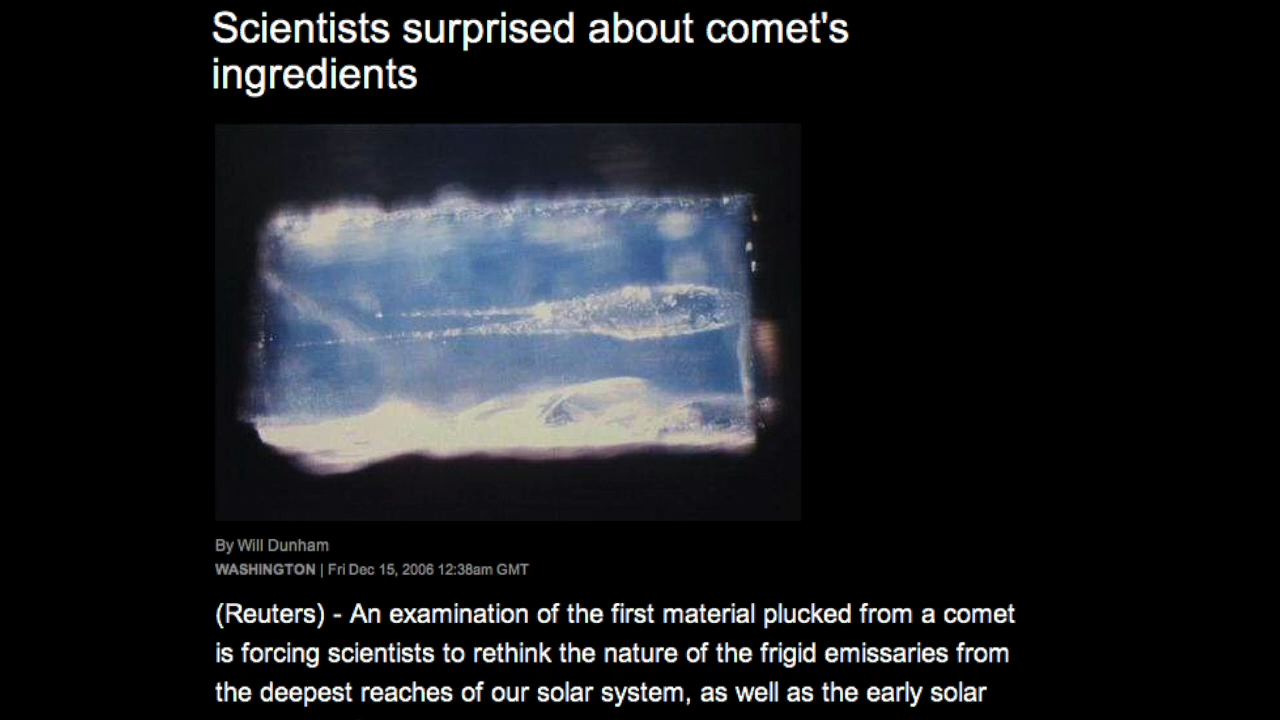 Scientists surprised about comet's
ingredients
By Will Dunham
WASHINGTON | Fri Dec 15, 2006 12:38am GMT
(Reuters) - An examination of the first material plucked from a comet
is forcing scientists to rethink the nature of the frigid emissaries from
the deepest reaches of our solar system, as well as the early solar